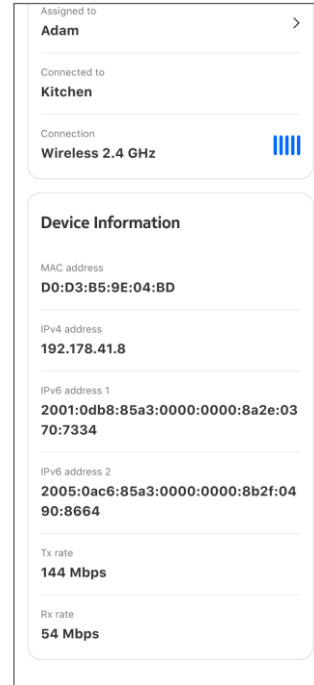 Assigned to
Adam
Connected to
Kitchen
Connection
Wireless 2.4 GHz
Device Information
MAC address
D0:D3:B5:9E:04:BD
IPv4 address
192.178.41.8
IPv6 address 1
2001:0db8:85a3:0000:0000:8a2e:03
70:7334
IPv6 address 2
2005:0ac6:85a3:0000:0000:8b2f:04
90:8664
Tx rate
144 Mbps
Rx rate
54 Mbps